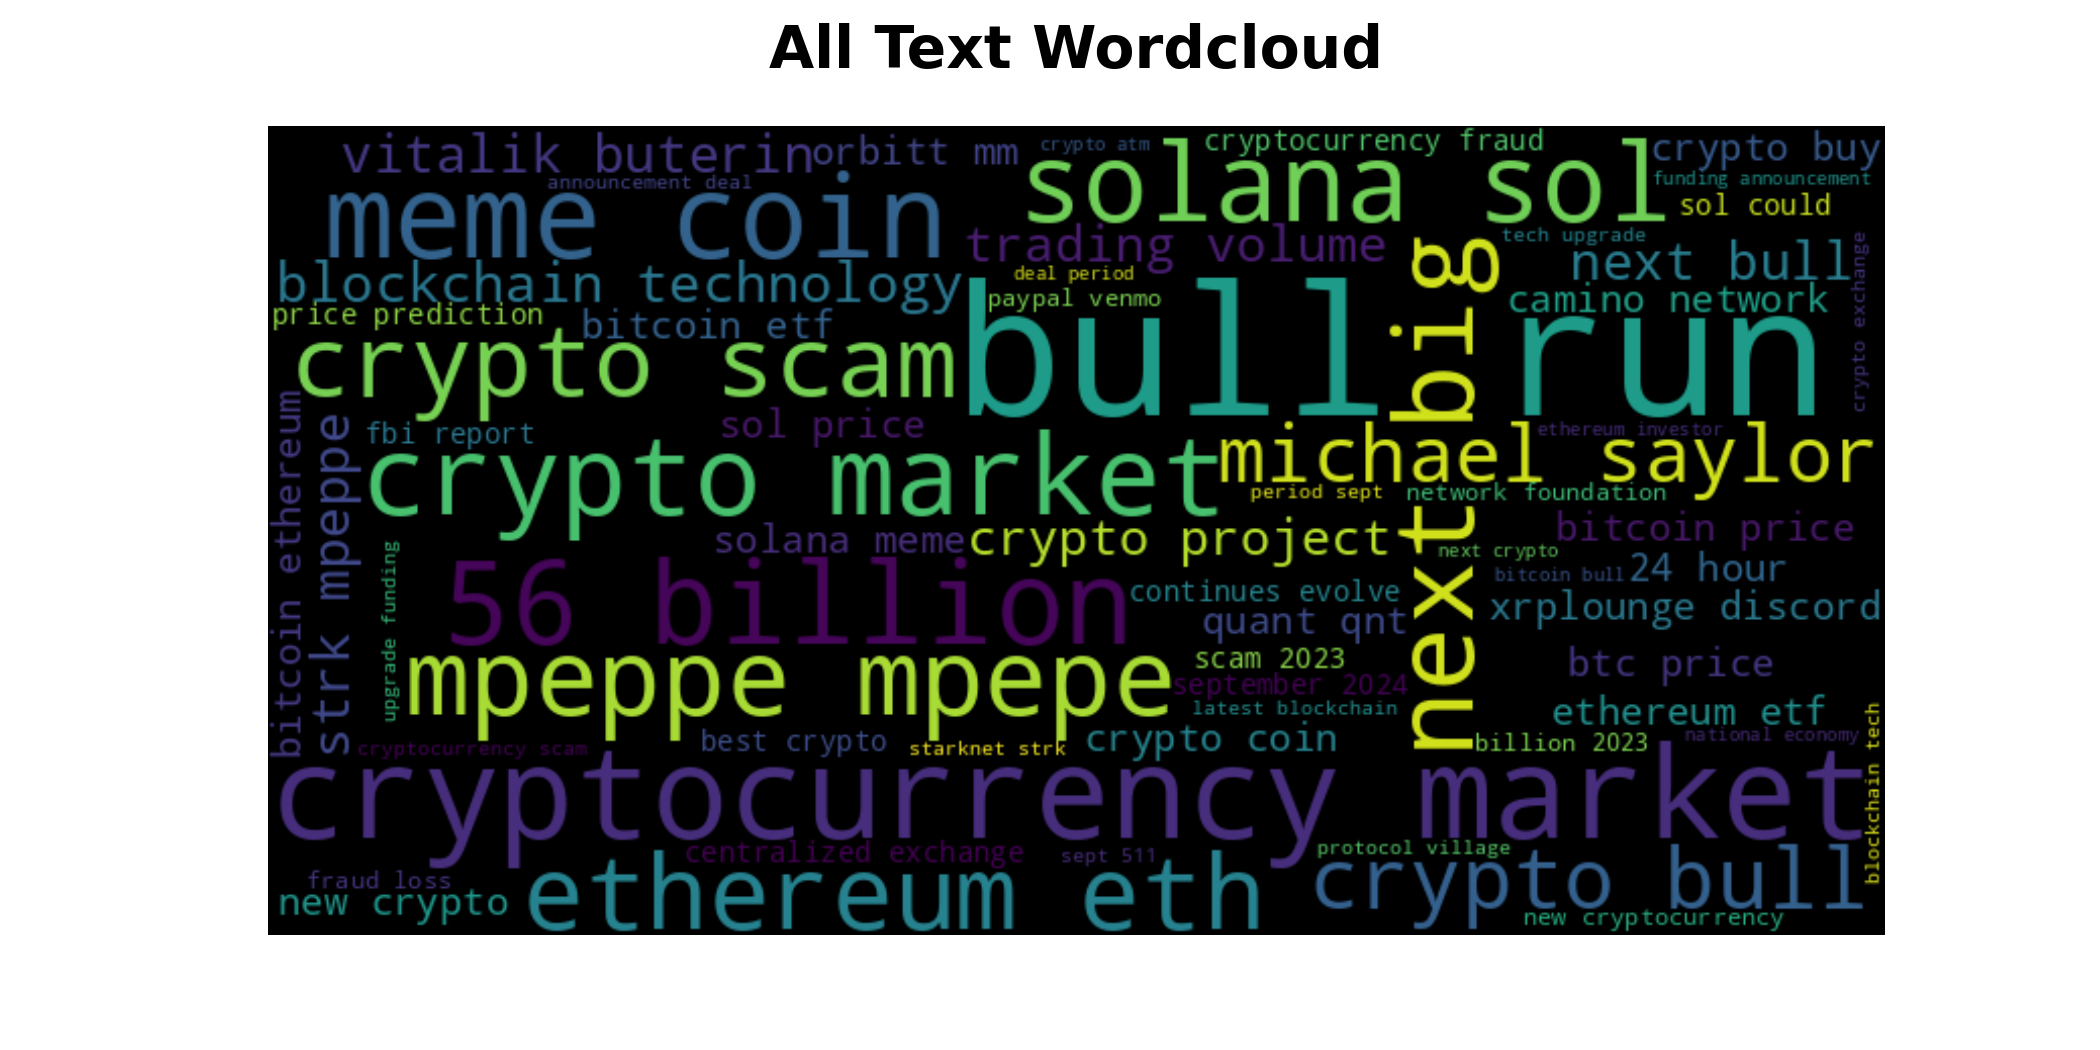 All Text Wordcloud
vitalik buterin
orbitt mm
crypto atm
cryptocurrency fraud
crypto buy
announcement deal
meme coin
solana sol
funding announcement
sol could
trading volume
tech upgrade
next bull
crypto exchange
blockchain technology
deal period
paypal venmo
camino network
price prediction
bitcoin etf
bull run
next big
crypto scam
bitcoin ethereum
strk mpeppe
fbi report
sol price
michael saylor
ethereum investor
crypto market
period sept
network foundation
solana meme
crypto project
bitcoin price
upgrade funding
next crypto
56 billion
continues evolve
bitcoin bull
24 hour
quant qnt
xrplounge discord
mpeppe mpepe
scam 2023
btc price
september 2024
latest blockchain
ethereum etf
cryptocurrency scam
best crypto
starknet strk
crypto coin
billion 2023
national economy
blockchain tech
cryptocurrency market
centralized exchange
sept 511
protocol village
fraud loss
new crypto
ethereum eth
crypto bull
new cryptocurrency